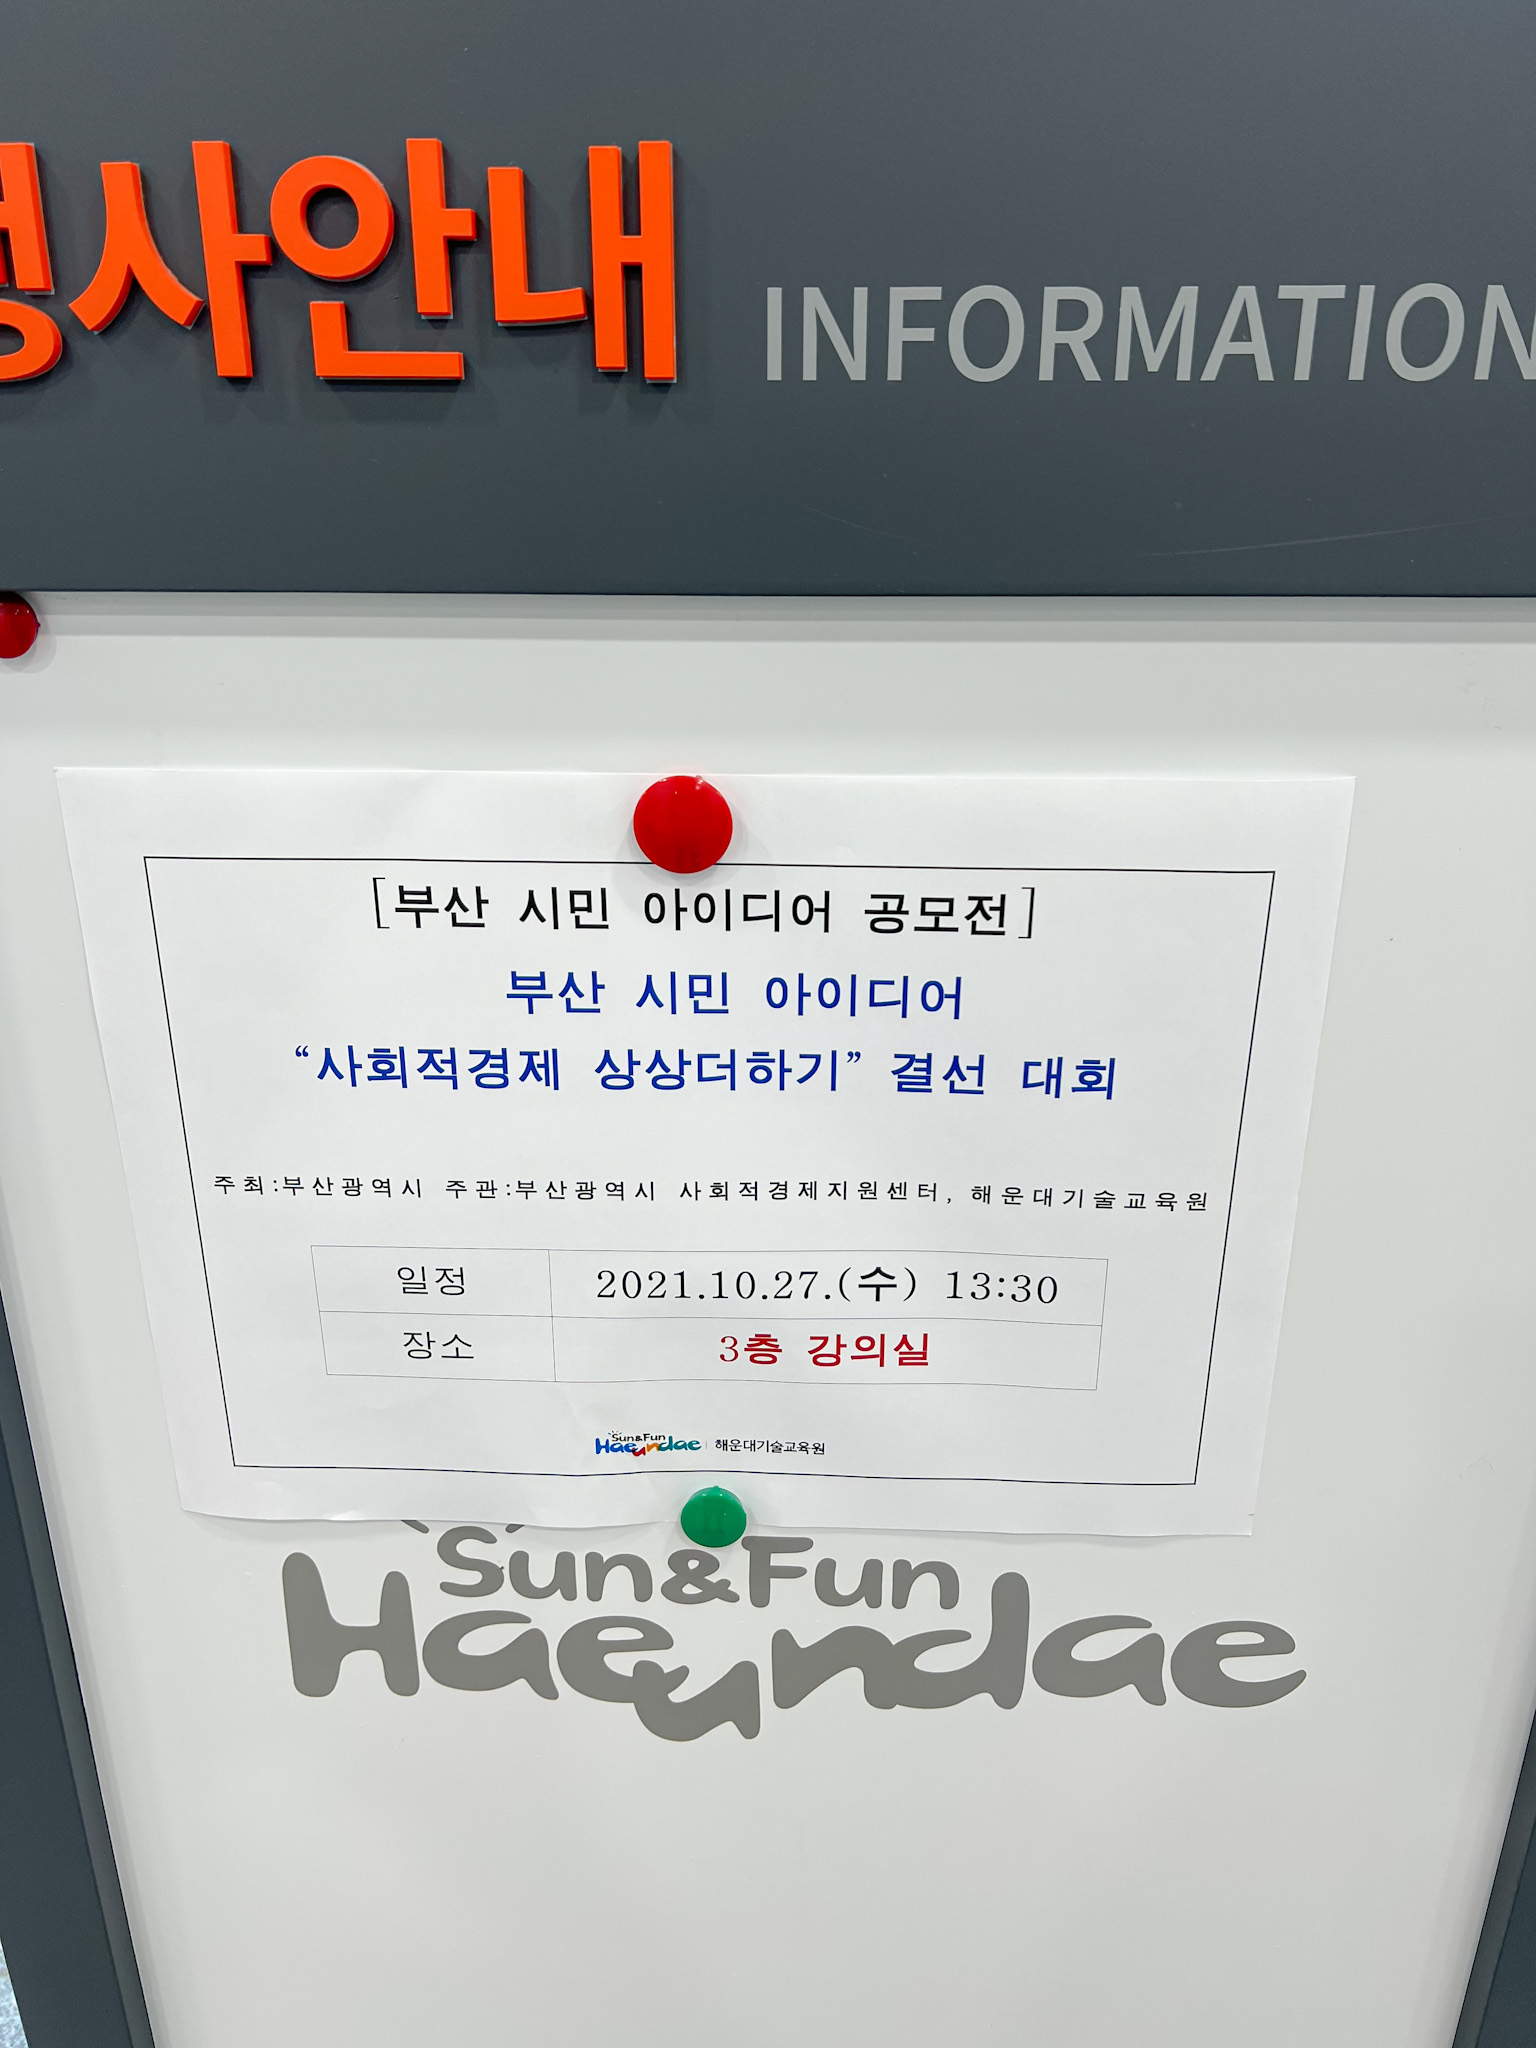 행사안내 INFORMATION
[부산 시민 아이디어 공모전]
부산 시민 아이디어
“사회적경제 상상더하기” 결선 대회
주최:부산광역시 주관:부산광역시 사회적경제지원센터, 해운대기술교육원
일정 2021.10.27.(수) 13:30
장소 3층 강의실
Sun&Fun
Haeundae 해운대기술교육원
Sun&Fun
Haeundae